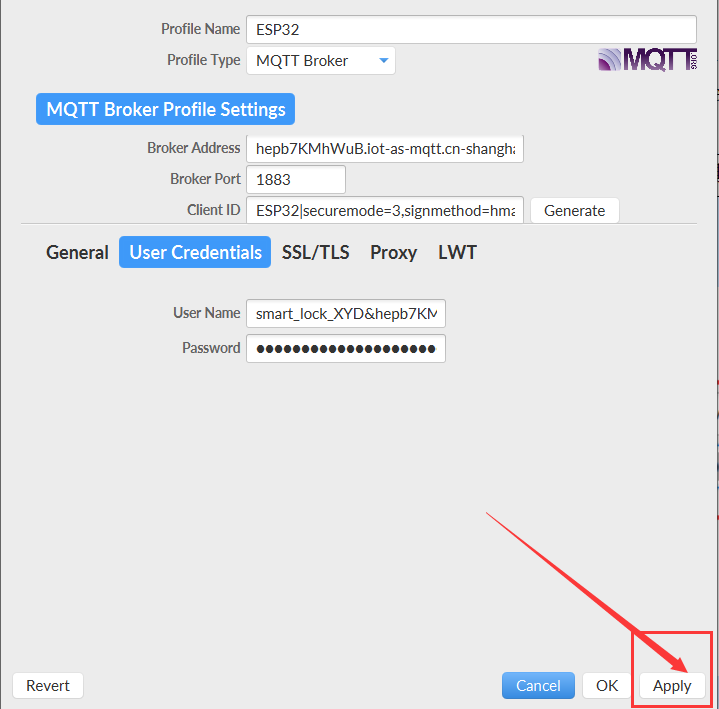 Profile Name ESP32
Profile Type MQTT Broker
MQTT.ORG
MQTT Broker Profile Settings
Broker Address hepb7KMhWuB.iot-as-mqtt.cn-shangha
Broker Port 1883
Client ID ESP32|securemode=3,signmethod=hma Generate
General User Credentials SSL/TLS Proxy LWT
User Name smart_lock_XYD&hepb7KM
Password ●●●●●●●●●●●●●●●●●●●●
Revert Cancel OK Apply